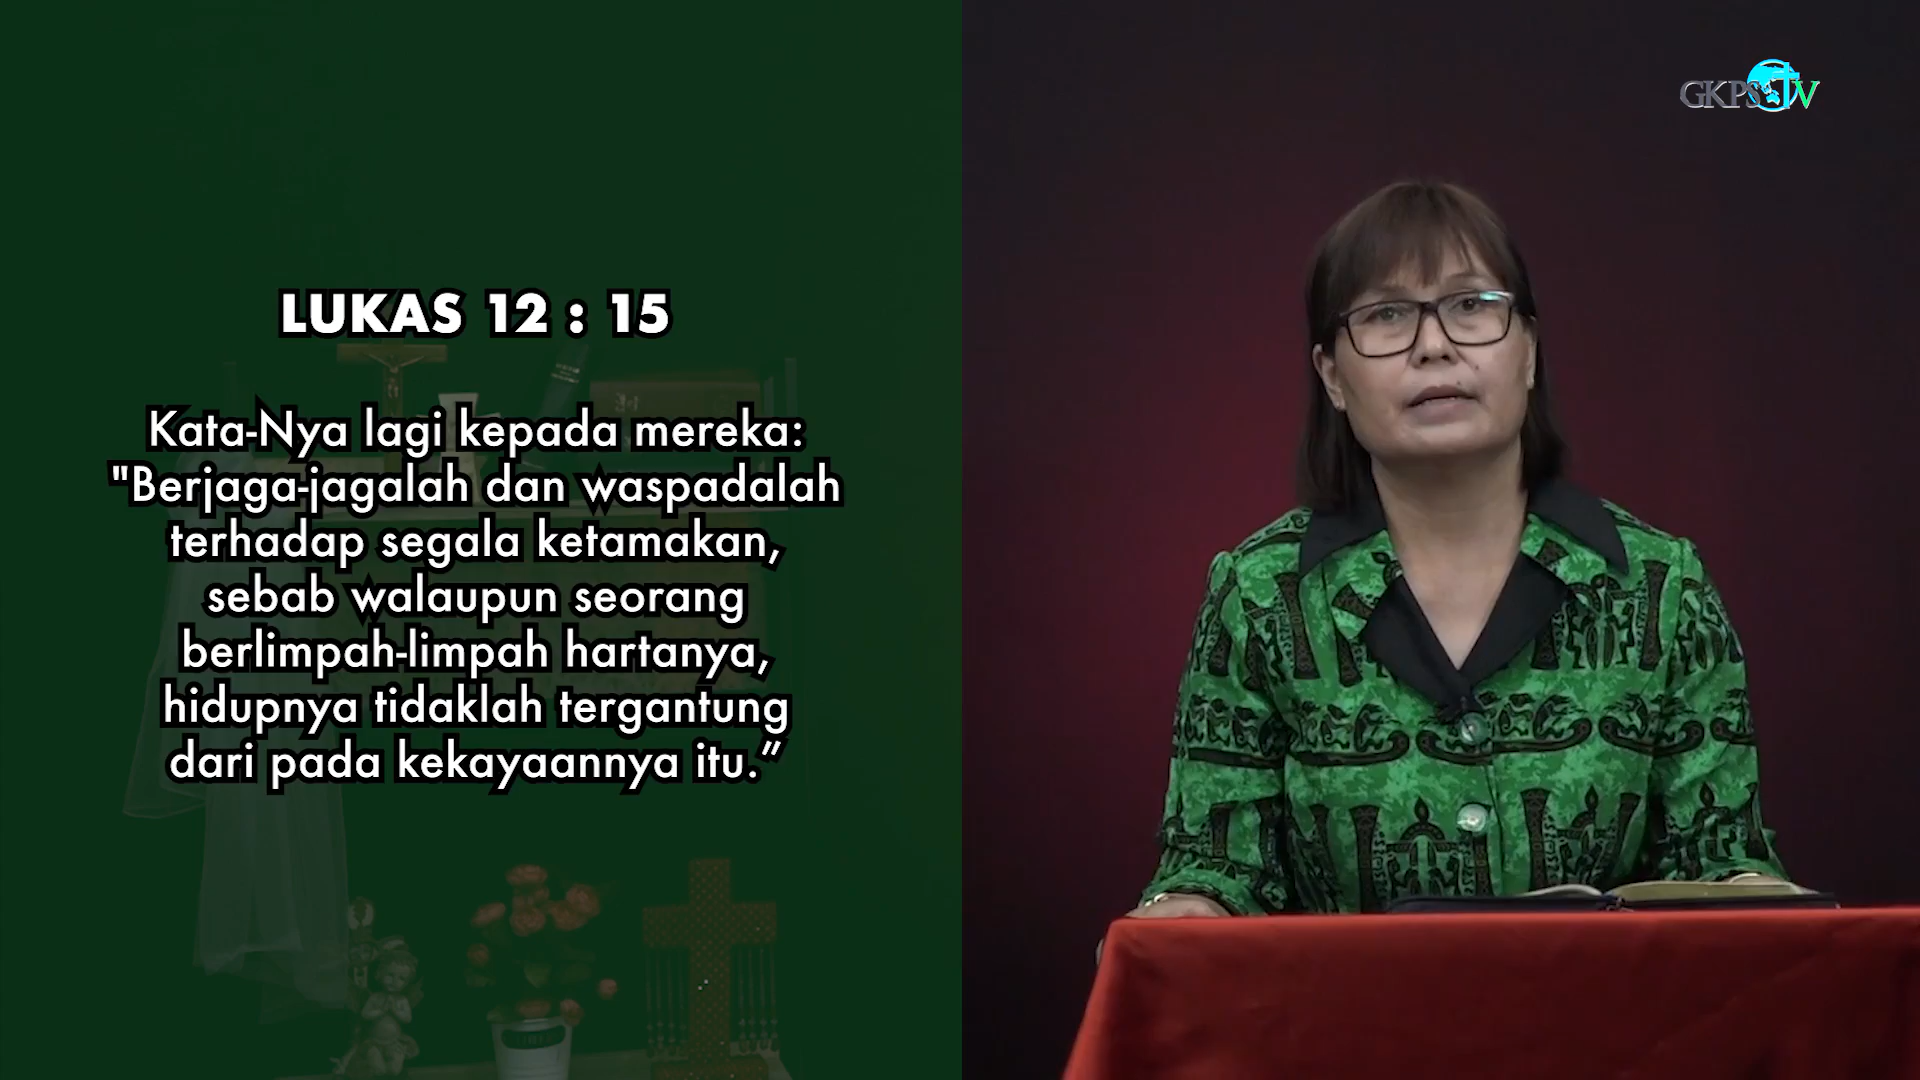 LUKAS 12 : 15
Kata-Nya lagi kepada mereka:
"Berjaga-jagalah dan waspadalah
terhadap segala ketamakan,
sebab walaupun seorang
berlimpah-limpah hartanya,
hidupnya tidaklah tergantung
dari pada kekayaannya itu.”
GKPS TV